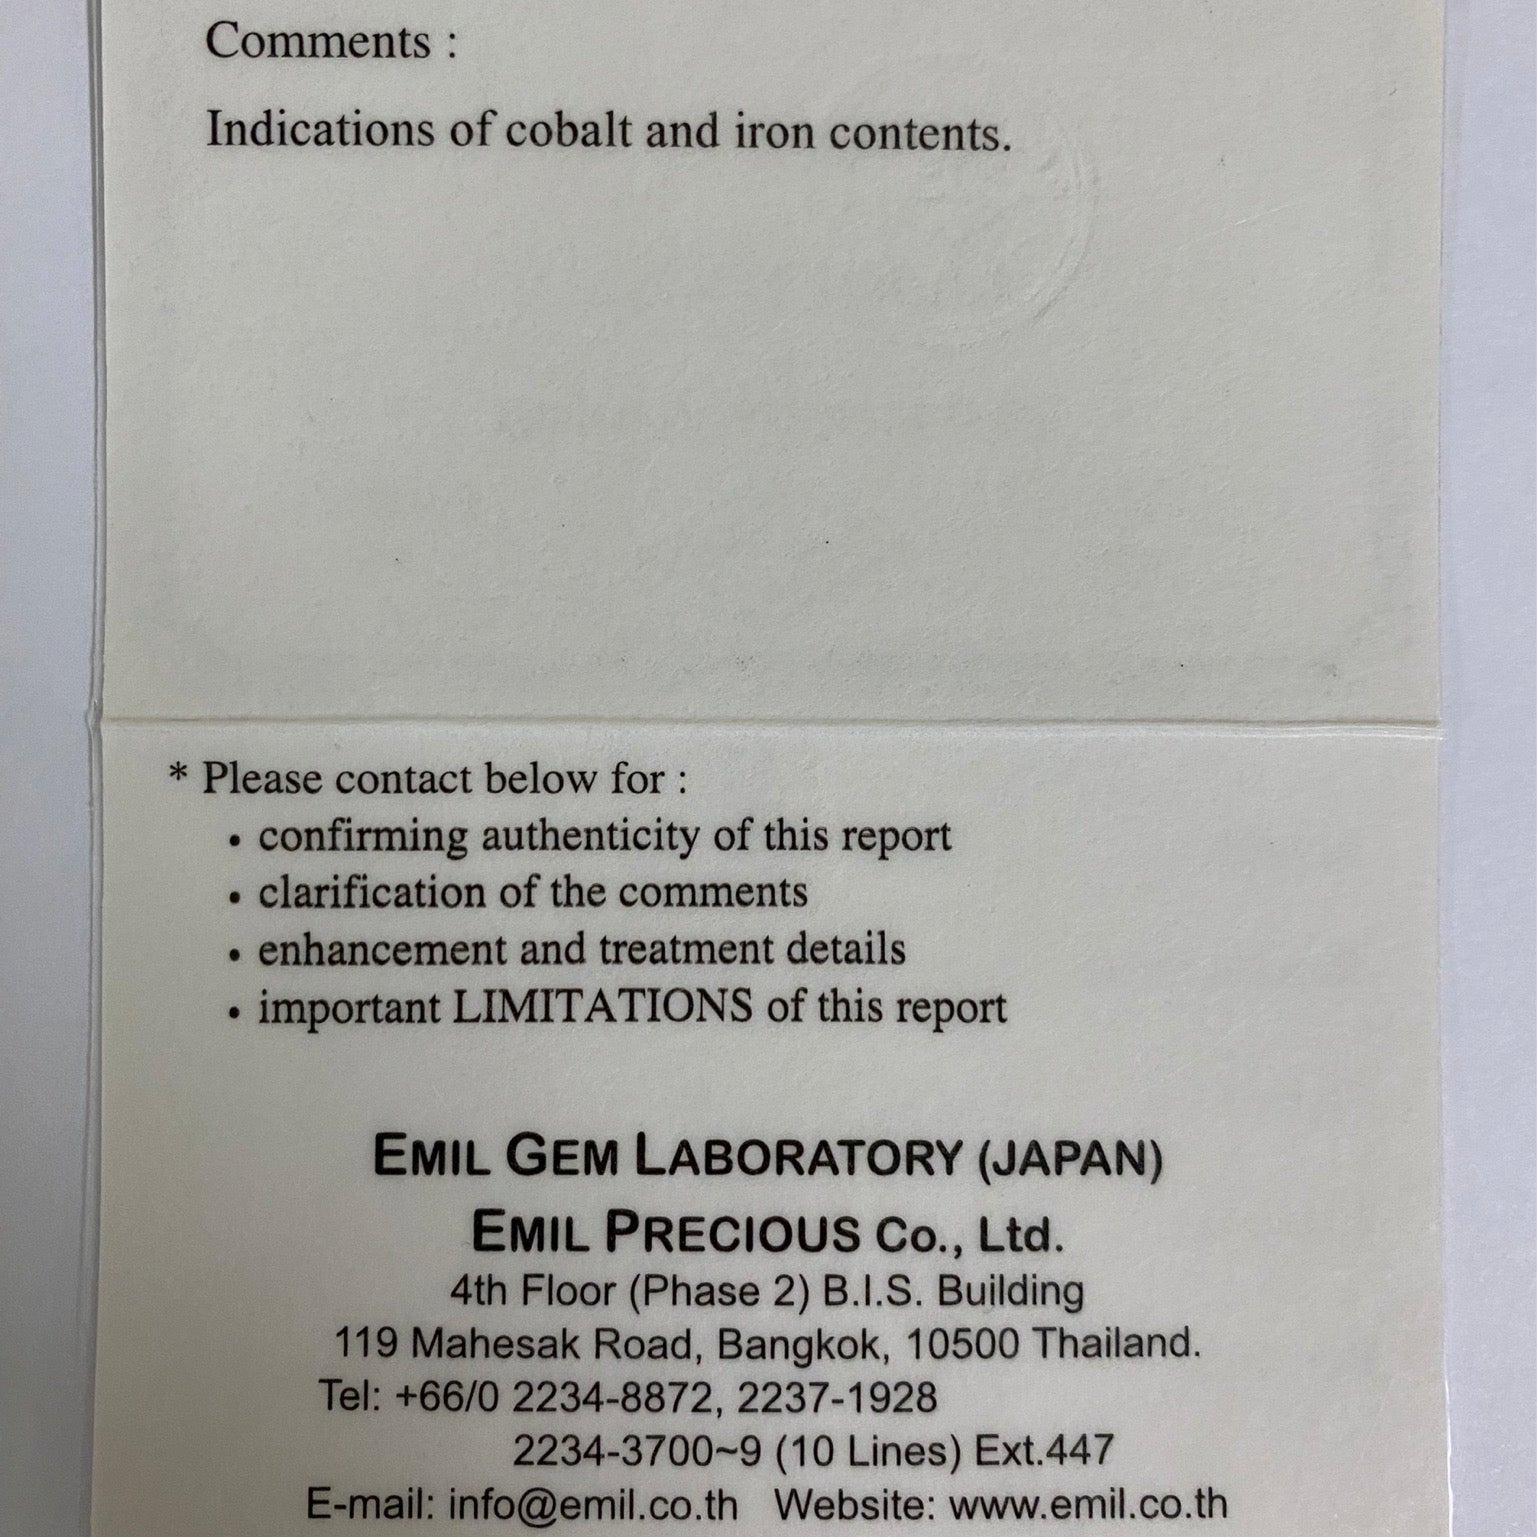 Comments :
Indications of cobalt and iron contents.
* Please contact below for :
• confirming authenticity of this report
• clarification of the comments
• enhancement and treatment details
• important LIMITATIONS of this report
EMIL GEM LABORATORY (JAPAN)
EMIL PRECIOUS Co., Ltd.
4th Floor (Phase 2) B.I.S. Building
119 Mahesak Road, Bangkok, 10500 Thailand.
Tel: +66/0 2234-8872, 2237-1928
2234-3700~9 (10 Lines) Ext.447
E-mail: info@emil.co.th Website: www.emil.co.th